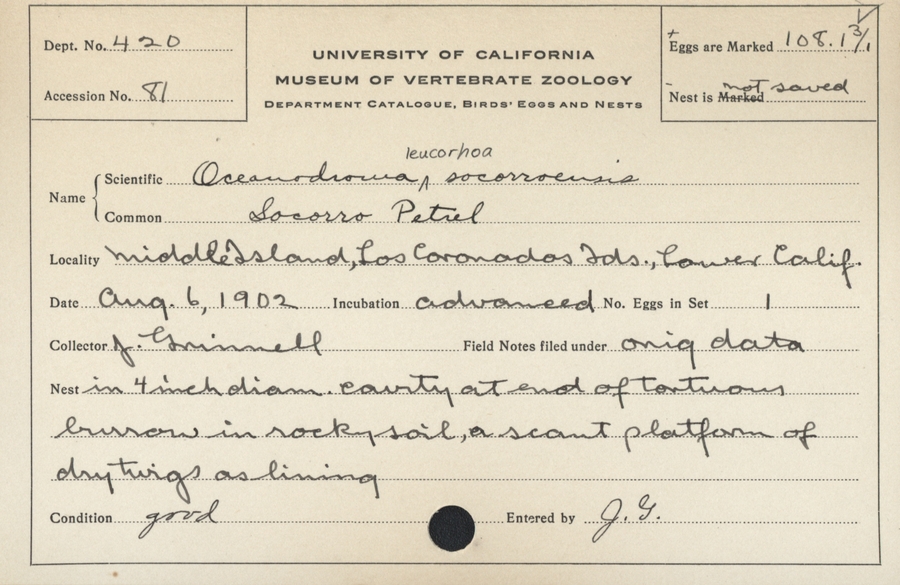 Dept. No. 420
Accession No. 81
UNIVERSITY OF CALIFORNIA
MUSEUM OF VERTEBRATE ZOOLOGY
DEPARTMENT CATALOGUE, BIRDS' EGGS AND NESTS
Eggs are Marked 108.1 3/1
Nest is Marked not saved
leucorhoa
Name
Scientific Oceanodroma ^ socorroensis
Common Socorro Petrel
Locality Middle Island, Los Coronados Ids., Lower Calif.
Date Aug. 6, 1902 Incubation advanced No. Eggs in Set 1
Collector J. Grinnell Field Notes filed under orig data
Nest in 4 inch diam. cavity at end of tortuous
burrow in rocky soil, a scant platform of
dry twigs as lining
Condition good Entered by J. G.